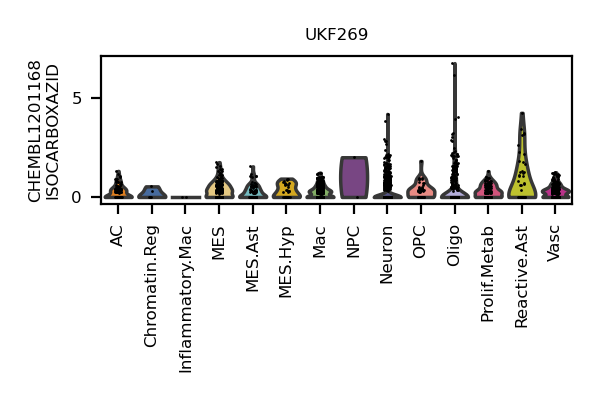 UKF269
CHEMBL1201168
ISOCARBOXAZID
5
0
AC
Chromatin.Reg
Inflammatory.Mac
MES
MES.Ast
MES.Hyp
Mac
NPC
Neuron
OPC
Oligo
Prolif.Metab
Reactive.Ast
Vasc